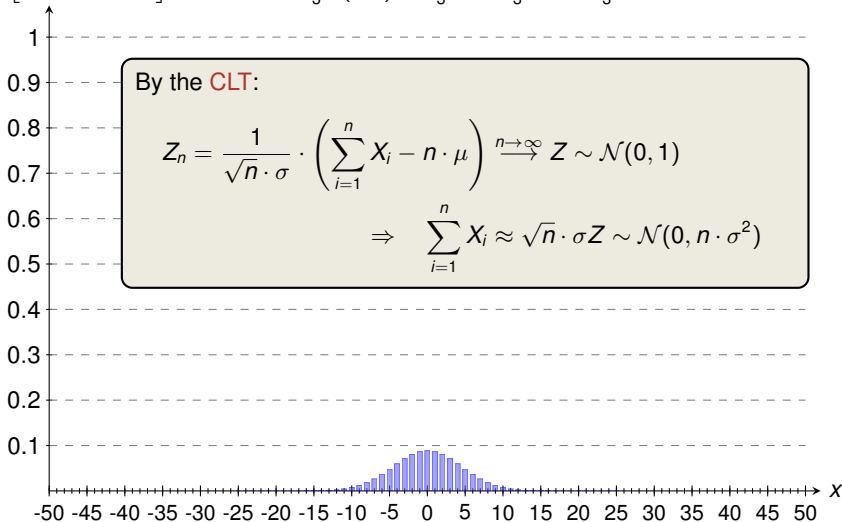 1
0.9
By the CLT:
0.8
Z_n = 1 / (√n · σ) · (∑_{i=1}^{n} X_i − n · μ) →^{n→∞} Z ∼ 𝒩(0, 1)
0.7
0.6
⇒ ∑_{i=1}^{n} X_i ≈ √n · σZ ∼ 𝒩(0, n · σ²)
0.5
0.4
0.3
0.2
0.1
x
-50 -45 -40 -35 -30 -25 -20 -15 -10 -5 0 5 10 15 20 25 30 35 40 45 50